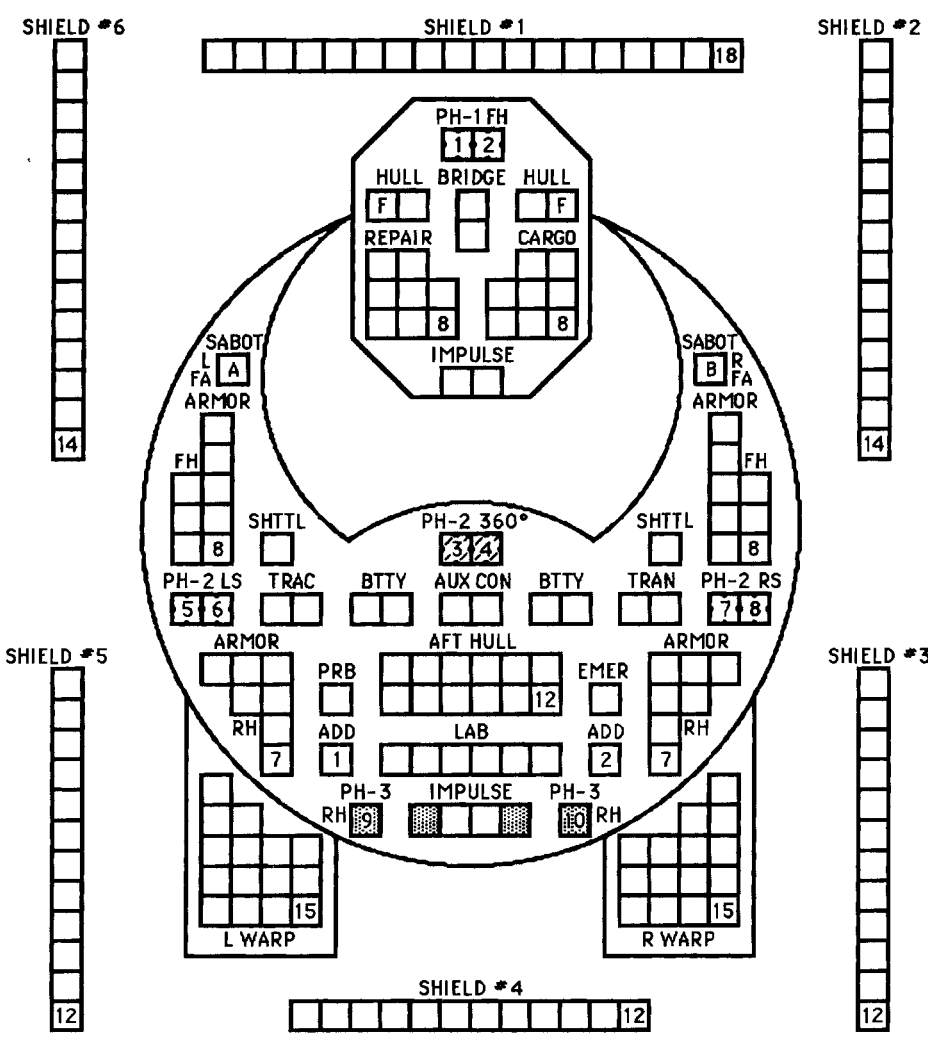 SHIELD #6
SHIELD #1
SHIELD #2
18
PH-1 FH
1 2
HULL BRIDGE HULL
F
F
REPAIR
CARGO
8
8
SABOT
A
L
FA
SABOT
B
R
FA
IMPULSE
ARMOR
ARMOR
14
14
FH
FH
8
8
SHTTL
PH-2 360°
SHTTL
3 4
PH-2 LS TRAC BTTY AUX CON BTTY TRAN PH-2 RS
5 6
7 8
ARMOR
AFT HULL
ARMOR
SHIELD #5
SHIELD #3
PRB
EMER
12
RH
RH
ADD
LAB
ADD
7
1
2
7
PH-3
IMPULSE
PH-3
RH 9
10 RH
15
15
L WARP
R WARP
SHIELD #4
12
12
12